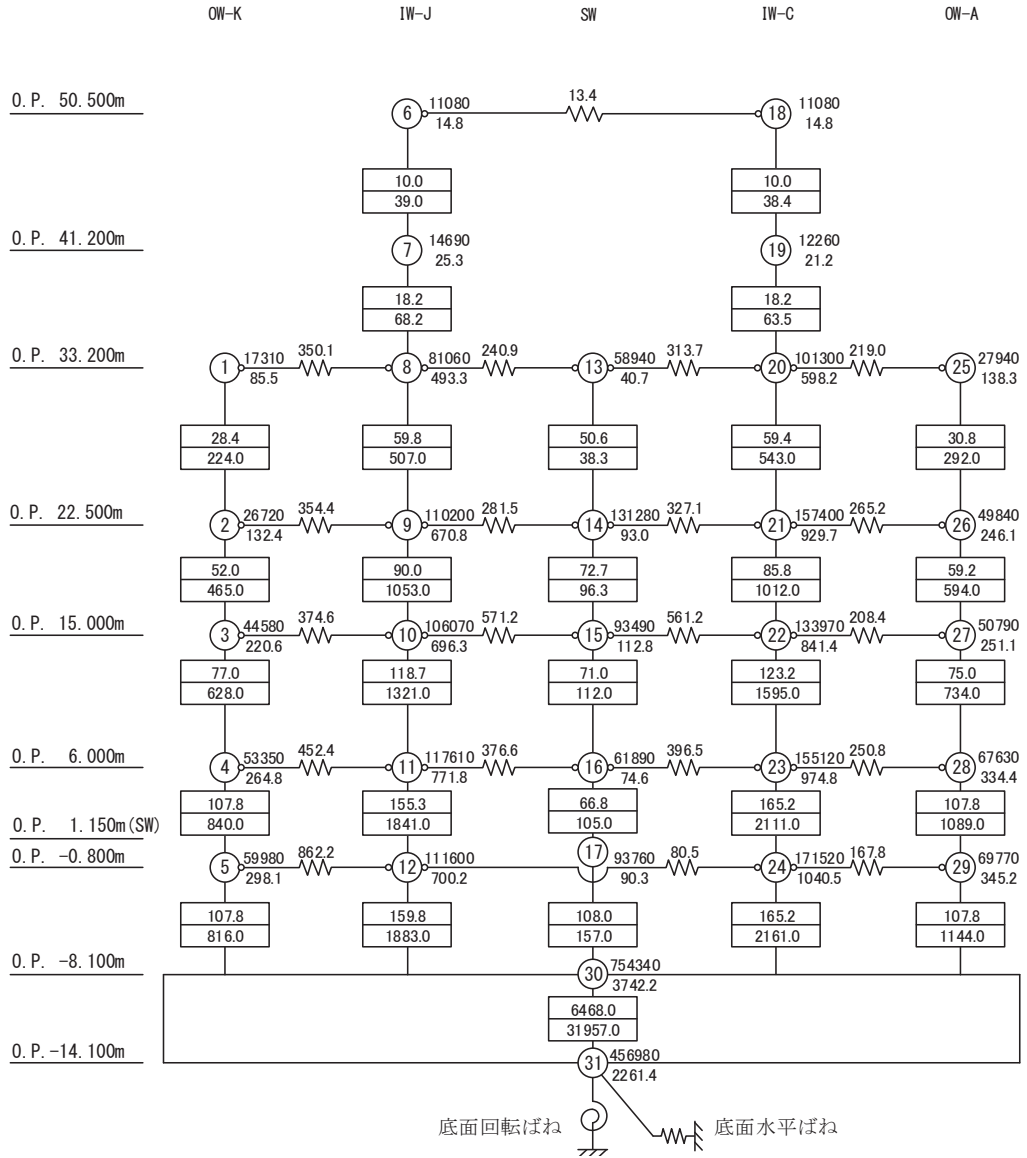 OW-K IW-J SW IW-C OW-A
O.P. 50.500m 6 11080 13.4 18 11080
14.8 14.8
10.0 10.0
39.0 38.4
O.P. 41.200m 7 14690 19 12260
25.3 21.2
18.2 18.2
68.2 63.5
O.P. 33.200m 1 17310 350.1 8 81060 240.9 13 58940 313.7 20 101300 219.0 25 27940
85.5 493.3 40.7 598.2 138.3
28.4 59.8 50.6 59.4 30.8
224.0 507.0 38.3 543.0 292.0
O.P. 22.500m 2 26720 354.4 9 110200 281.5 14 131280 327.1 21 157400 265.2 26 49840
132.4 670.8 93.0 929.7 246.1
52.0 90.0 72.7 85.8 59.2
465.0 1053.0 96.3 1012.0 594.0
O.P. 15.000m 3 44580 374.6 10 106070 571.2 15 93490 561.2 22 133970 208.4 27 50790
220.6 696.3 112.8 841.4 251.1
77.0 118.7 71.0 123.2 75.0
628.0 1321.0 112.0 1595.0 734.0
O.P. 6.000m 4 53350 452.4 11 117610 376.6 16 61890 396.5 23 155120 250.8 28 67630
264.8 771.8 74.6 974.8 334.4
107.8 155.3 66.8 165.2 107.8
840.0 1841.0 105.0 2111.0 1089.0
O.P. 1.150m(SW) 17
O.P. -0.800m 5 59980 862.2 12 111600 93760 80.5 24 171520 167.8 29 69770
298.1 700.2 90.3 1040.5 345.2
107.8 159.8 108.0 165.2 107.8
816.0 1883.0 157.0 2161.0 1144.0
O.P. -8.100m 30 754340
3742.2
6468.0
31957.0
O.P.-14.100m 31 456980
2261.4
底面回転ばね 底面水平ばね